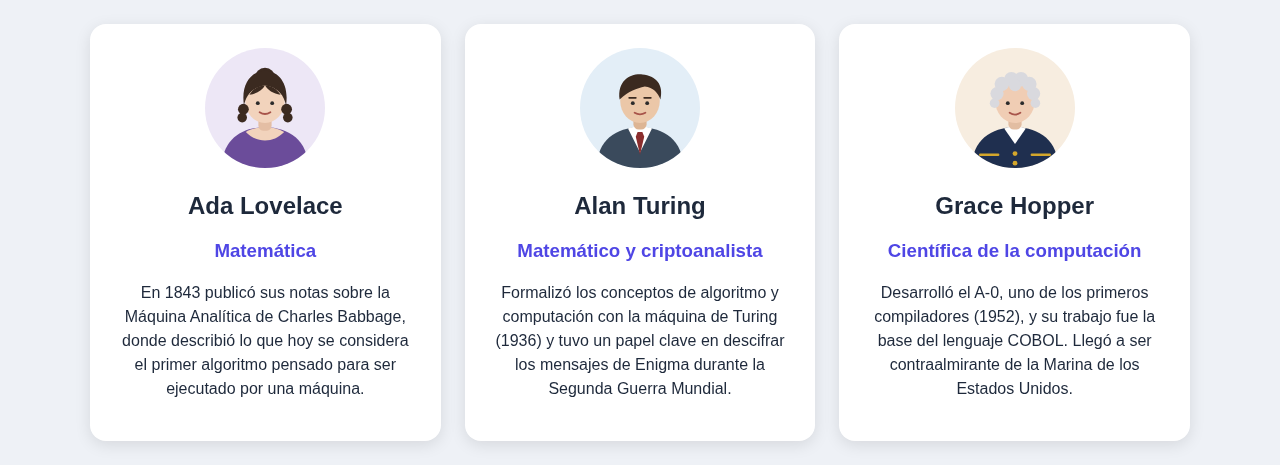 Ada Lovelace
Matemática
En 1843 publicó sus notas sobre la
Máquina Analítica de Charles Babbage,
donde describió lo que hoy se considera
el primer algoritmo pensado para ser
ejecutado por una máquina.
Alan Turing
Matemático y criptoanalista
Formalizó los conceptos de algoritmo y
computación con la máquina de Turing
(1936) y tuvo un papel clave en descifrar
los mensajes de Enigma durante la
Segunda Guerra Mundial.
Grace Hopper
Científica de la computación
Desarrolló el A-0, uno de los primeros
compiladores (1952), y su trabajo fue la
base del lenguaje COBOL. Llegó a ser
contraalmirante de la Marina de los
Estados Unidos.